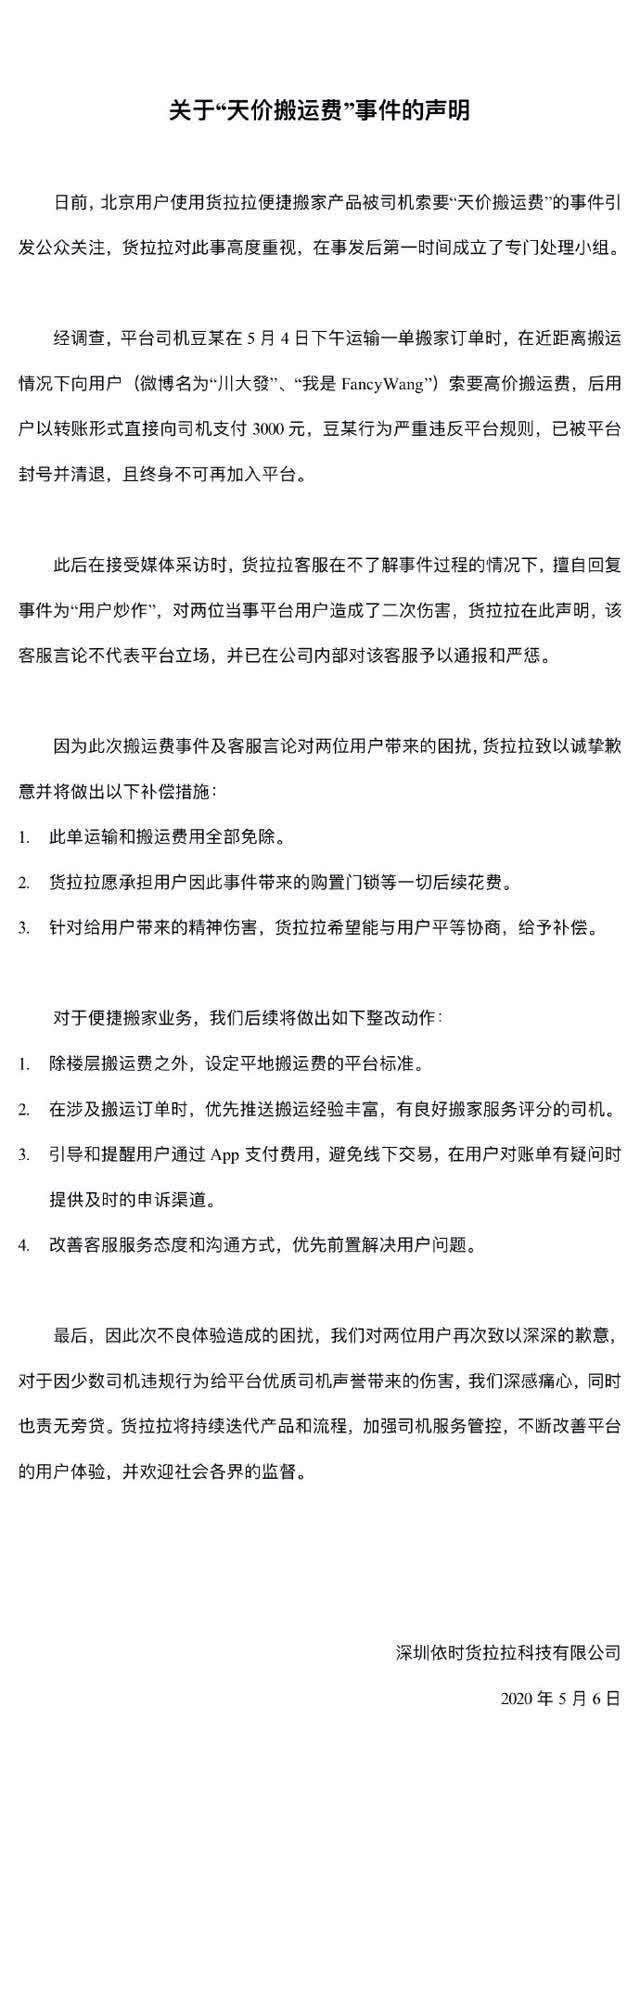 关于“天价搬运费”事件的声明
日前，北京用户使用货拉拉便捷搬家产品被司机索要“天价搬运费”的事件引
发公众关注，货拉拉对此事高度重视，在事发后第一时间成立了专门处理小组。
经调查，平台司机豆某在 5 月 4 日下午运输一单搬家订单时，在近距离搬运
情况下向用户（微博名为“川大發”、“我是 FancyWang”）索要高价搬运费，后用
户以转账形式直接向司机支付 3000 元，豆某行为严重违反平台规则，已被平台
封号并清退，且终身不可再加入平台。
此后在接受媒体采访时，货拉拉客服在不了解事件过程的情况下，擅自回复
事件为“用户炒作”，对两位当事平台用户造成了二次伤害，货拉拉在此声明，该
客服言论不代表平台立场，并已在公司内部对该客服予以通报和严惩。
因为此次搬运费事件及客服言论对两位用户带来的困扰，货拉拉致以诚挚歉
意并将做出以下补偿措施：
1. 此单运输和搬运费用全部免除。
2. 货拉拉愿承担用户因此事件带来的购置门锁等一切后续花费。
3. 针对给用户带来的精神伤害，货拉拉希望能与用户平等协商，给予补偿。
对于便捷搬家业务，我们后续将做出如下整改动作：
1. 除楼层搬运费之外，设定平地搬运费的平台标准。
2. 在涉及搬运订单时，优先推送搬运经验丰富，有良好搬家服务评分的司机。
3. 引导和提醒用户通过 App 支付费用，避免线下交易，在用户对账单有疑问时
提供及时的申诉渠道。
4. 改善客服服务态度和沟通方式，优先前置解决用户问题。
最后，因此次不良体验造成的困扰，我们对两位用户再次致以深深的歉意，
对于因少数司机违规行为给平台优质司机声誉带来的伤害，我们深感痛心，同时
也责无旁贷。货拉拉将持续迭代产品和流程，加强司机服务管控，不断改善平台
的用户体验，并欢迎社会各界的监督。
深圳依时货拉拉科技有限公司
2020 年 5 月 6 日